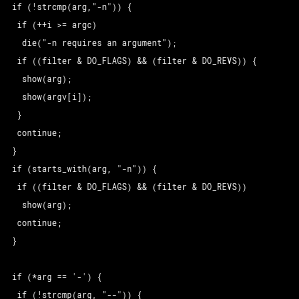 if (!strcmp(arg,"-n")) {
if (++i >= argc)
die("-n requires an argument");
if ((filter & DO_FLAGS) && (filter & DO_REVS)) {
show(arg);
show(argv[i]);
}
continue;
}
if (starts_with(arg, "-n")) {
if ((filter & DO_FLAGS) && (filter & DO_REVS))
show(arg);
continue;
}
if (*arg == '-') {
if (!strcmp(arg, "--")) {